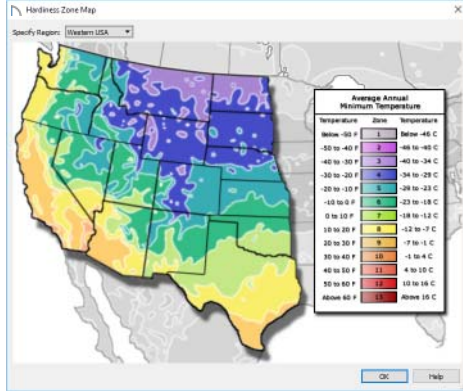 Hardiness Zone Map
Specify Region: Western USA
Average Annual
Minimum Temperature
Temperature Zone Temperature
Below -50 F 1 Below -46 C
-50 to -40 F 2 -46 to -40 C
-40 to -30 F 3 -40 to -34 C
-30 to -20 F 4 -34 to -29 C
-20 to -10 F 5 -29 to -23 C
-10 to 0 F 6 -23 to -18 C
0 to 10 F 7 -18 to -12 C
10 to 20 F 8 -12 to -7 C
20 to 30 F 9 -7 to -1 C
30 to 40 F 10 -1 to 4 C
40 to 50 F 11 4 to 10 C
50 to 60 F 12 10 to 16 C
Above 60 F 13 Above 16 C
OK Help